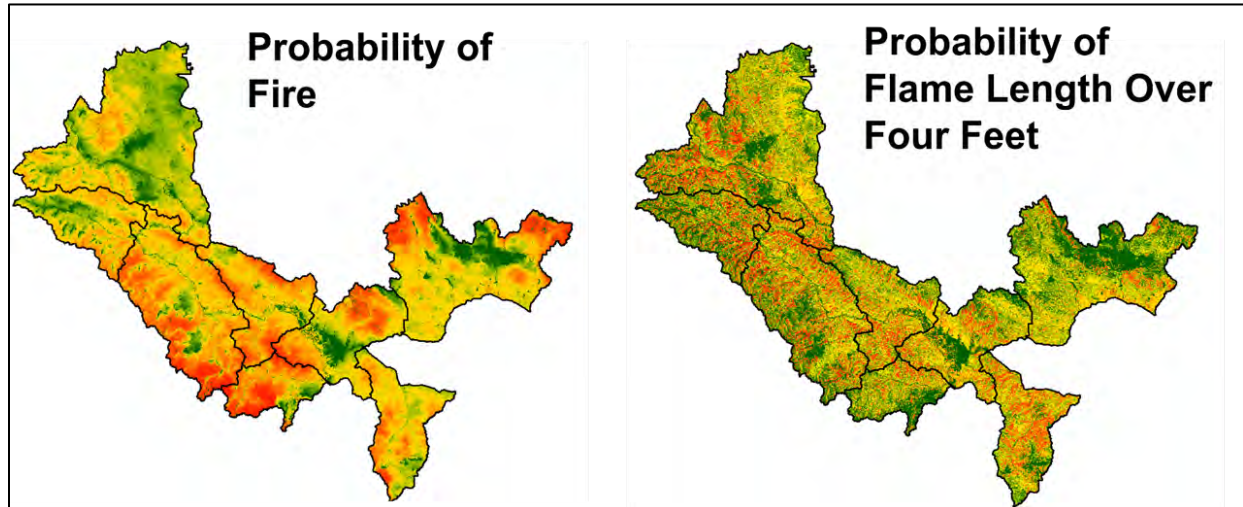 Probability of
Fire
Probability of
Flame Length Over
Four Feet